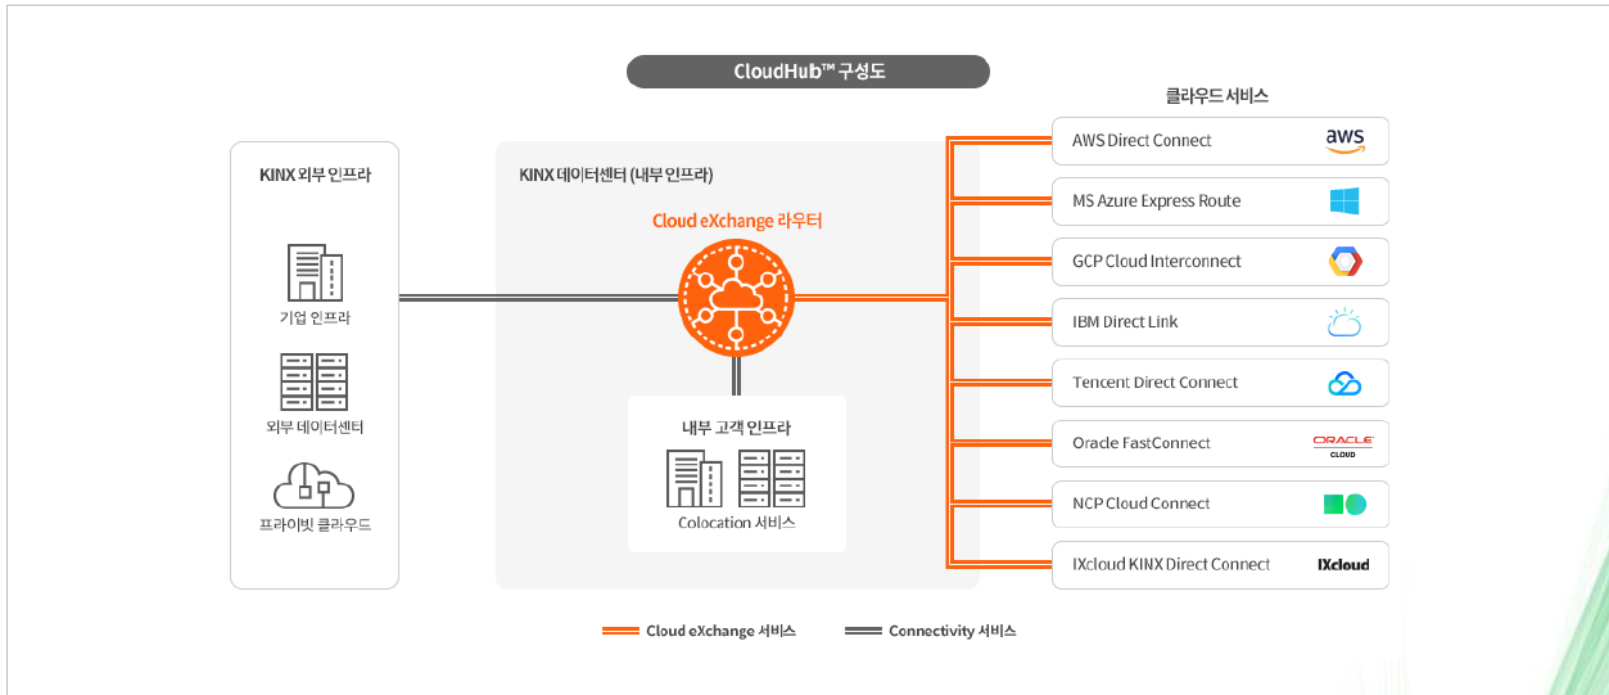 CloudHub™ 구성도
클라우드 서비스
KINX 외부 인프라
기업 인프라
외부 데이터센터
프라이빗 클라우드
KINX 데이터센터 (내부 인프라)
Cloud eXchange 라우터
내부 고객 인프라
Colocation 서비스
AWS Direct Connect
aws
MS Azure Express Route
GCP Cloud Interconnect
IBM Direct Link
Tencent Direct Connect
Oracle FastConnect
ORACLE
CLOUD
NCP Cloud Connect
IXcloud KINX Direct Connect
IXcloud
Cloud eXchange 서비스
Connectivity 서비스